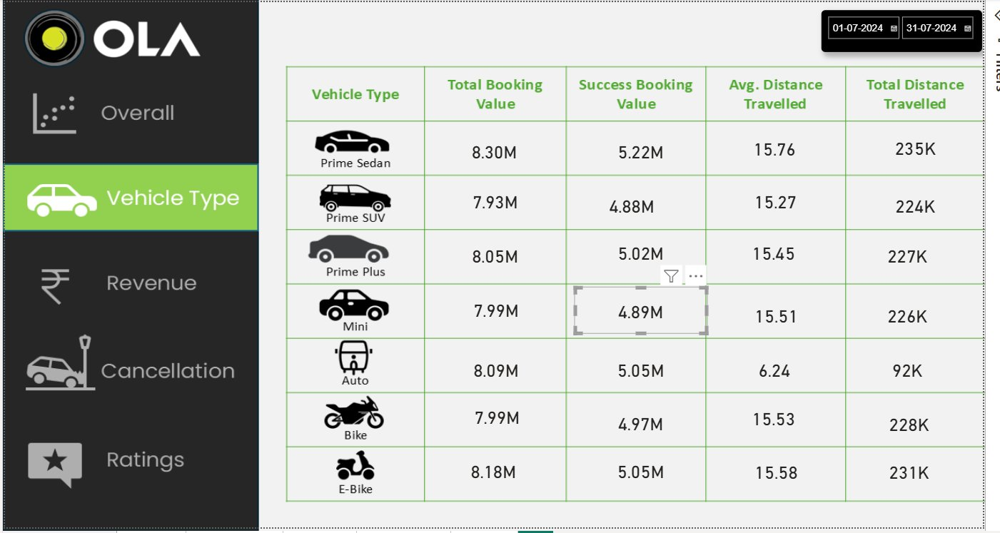 OLA
01-07-2024 31-07-2024
Overall
Vehicle Type
Revenue
Cancellation
Ratings
Vehicle Type Total Booking Value Success Booking Value Avg. Distance Travelled Total Distance Travelled
Prime Sedan 8.30M 5.22M 15.76 235K
Prime SUV 7.93M 4.88M 15.27 224K
Prime Plus 8.05M 5.02M 15.45 227K
Mini 7.99M 4.89M 15.51 226K
Auto 8.09M 5.05M 6.24 92K
Bike 7.99M 4.97M 15.53 228K
E-Bike 8.18M 5.05M 15.58 231K